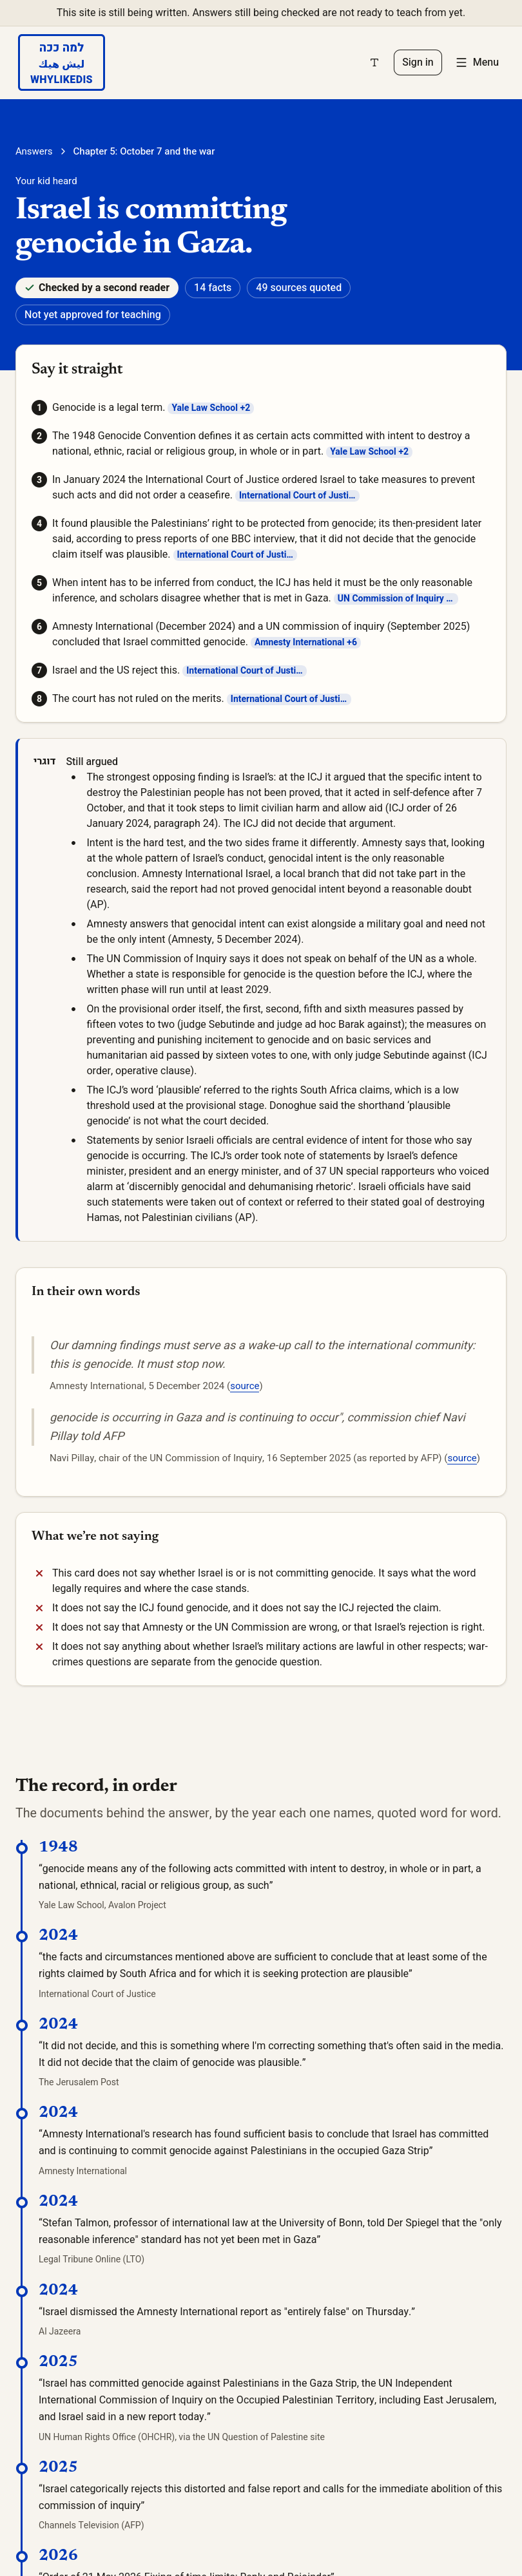 This site is still being written. Answers still being checked are not ready to teach from yet.
למה ככה
ليش هيك
WHYLIKEDIS
T
Sign in
Menu
Answers
Chapter 5: October 7 and the war
Your kid heard
Israel is committing
genocide in Gaza.
Checked by a second reader
14 facts
49 sources quoted
Not yet approved for teaching
Say it straight
1 Genocide is a legal term. Yale Law School +2
2 The 1948 Genocide Convention defines it as certain acts committed with intent to destroy a
national, ethnic, racial or religious group, in whole or in part. Yale Law School +2
3 In January 2024 the International Court of Justice ordered Israel to take measures to prevent
such acts and did not order a ceasefire. International Court of Justi…
4 It found plausible the Palestinians’ right to be protected from genocide; its then-president later
said, according to press reports of one BBC interview, that it did not decide that the genocide
claim itself was plausible. International Court of Justi…
5 When intent has to be inferred from conduct, the ICJ has held it must be the only reasonable
inference, and scholars disagree whether that is met in Gaza. UN Commission of Inquiry …
6 Amnesty International (December 2024) and a UN commission of inquiry (September 2025)
concluded that Israel committed genocide. Amnesty International +6
7 Israel and the US reject this. International Court of Justi…
8 The court has not ruled on the merits. International Court of Justi…
דוגרי
Still argued
• The strongest opposing finding is Israel’s: at the ICJ it argued that the specific intent to
destroy the Palestinian people has not been proved, that it acted in self-defence after 7
October, and that it took steps to limit civilian harm and allow aid (ICJ order of 26
January 2024, paragraph 24). The ICJ did not decide that argument.
• Intent is the hard test, and the two sides frame it differently. Amnesty says that, looking
at the whole pattern of Israel’s conduct, genocidal intent is the only reasonable
conclusion. Amnesty International Israel, a local branch that did not take part in the
research, said the report had not proved genocidal intent beyond a reasonable doubt
(AP).
• Amnesty answers that genocidal intent can exist alongside a military goal and need not
be the only intent (Amnesty, 5 December 2024).
• The UN Commission of Inquiry says it does not speak on behalf of the UN as a whole.
Whether a state is responsible for genocide is the question before the ICJ, where the
written phase will run until at least 2029.
• On the provisional order itself, the first, second, fifth and sixth measures passed by
fifteen votes to two (judge Sebutinde and judge ad hoc Barak against); the measures on
preventing and punishing incitement to genocide and on basic services and
humanitarian aid passed by sixteen votes to one, with only judge Sebutinde against (ICJ
order, operative clause).
• The ICJ’s word ‘plausible’ referred to the rights South Africa claims, which is a low
threshold used at the provisional stage. Donoghue said the shorthand ‘plausible
genocide’ is not what the court decided.
• Statements by senior Israeli officials are central evidence of intent for those who say
genocide is occurring. The ICJ’s order took note of statements by Israel’s defence
minister, president and an energy minister, and of 37 UN special rapporteurs who voiced
alarm at ‘discernibly genocidal and dehumanising rhetoric’. Israeli officials have said
such statements were taken out of context or referred to their stated goal of destroying
Hamas, not Palestinian civilians (AP).
In their own words
Our damning findings must serve as a wake-up call to the international community:
this is genocide. It must stop now.
Amnesty International, 5 December 2024 (source)
genocide is occurring in Gaza and is continuing to occur", commission chief Navi
Pillay told AFP
Navi Pillay, chair of the UN Commission of Inquiry, 16 September 2025 (as reported by AFP) (source)
What we’re not saying
This card does not say whether Israel is or is not committing genocide. It says what the word
legally requires and where the case stands.
It does not say the ICJ found genocide, and it does not say the ICJ rejected the claim.
It does not say that Amnesty or the UN Commission are wrong, or that Israel’s rejection is right.
It does not say anything about whether Israel’s military actions are lawful in other respects; war-
crimes questions are separate from the genocide question.
The record, in order
The documents behind the answer, by the year each one names, quoted word for word.
1948
“genocide means any of the following acts committed with intent to destroy, in whole or in part, a
national, ethnical, racial or religious group, as such”
Yale Law School, Avalon Project
2024
“the facts and circumstances mentioned above are sufficient to conclude that at least some of the
rights claimed by South Africa and for which it is seeking protection are plausible”
International Court of Justice
2024
“It did not decide, and this is something where I'm correcting something that's often said in the media.
It did not decide that the claim of genocide was plausible.”
The Jerusalem Post
2024
“Amnesty International's research has found sufficient basis to conclude that Israel has committed
and is continuing to commit genocide against Palestinians in the occupied Gaza Strip”
Amnesty International
2024
“Stefan Talmon, professor of international law at the University of Bonn, told Der Spiegel that the "only
reasonable inference" standard has not yet been met in Gaza”
Legal Tribune Online (LTO)
2024
“Israel dismissed the Amnesty International report as "entirely false" on Thursday.”
Al Jazeera
2025
“Israel has committed genocide against Palestinians in the Gaza Strip, the UN Independent
International Commission of Inquiry on the Occupied Palestinian Territory, including East Jerusalem,
and Israel said in a new report today.”
UN Human Rights Office (OHCHR), via the UN Question of Palestine site
2025
“Israel categorically rejects this distorted and false report and calls for the immediate abolition of this
commission of inquiry”
Channels Television (AFP)
2026
“Order of 21 May 2026 Fixing of time-limits: Reply and Rejoinder”